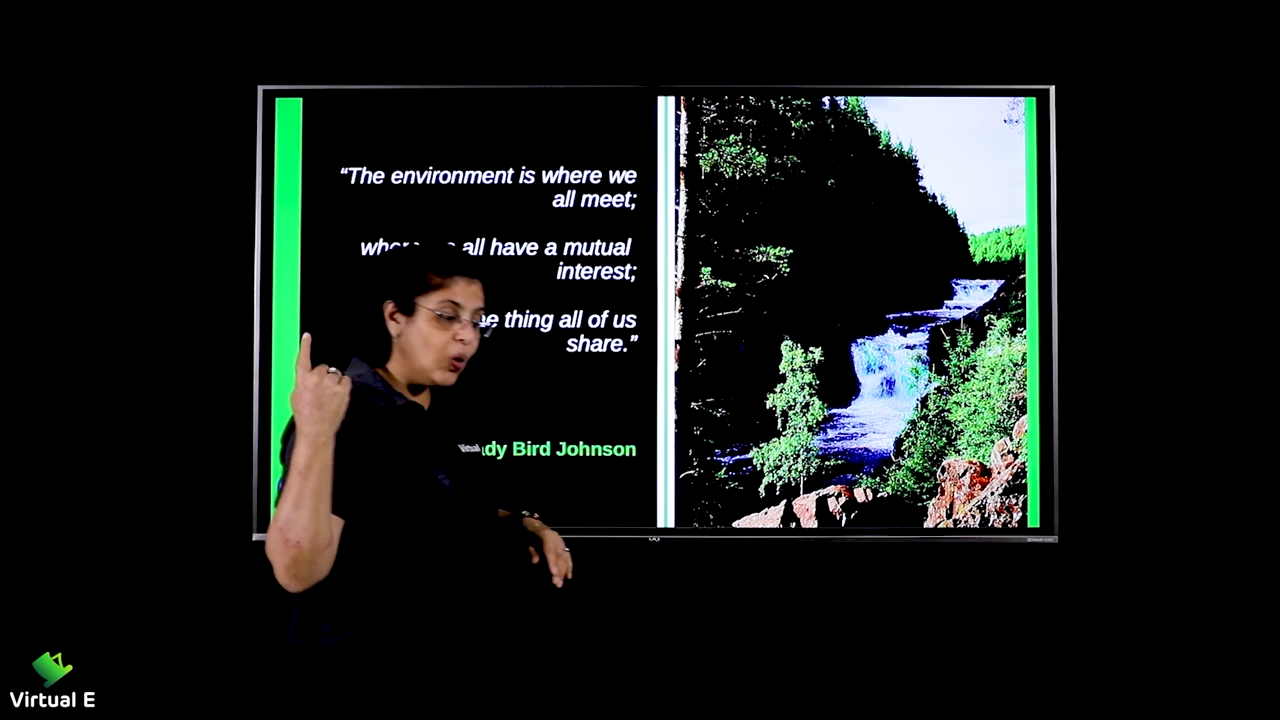 “The environment is where we
all meet;
all have a mutual
interest;
thing all of us
share.”
Bird Johnson
Virtual E